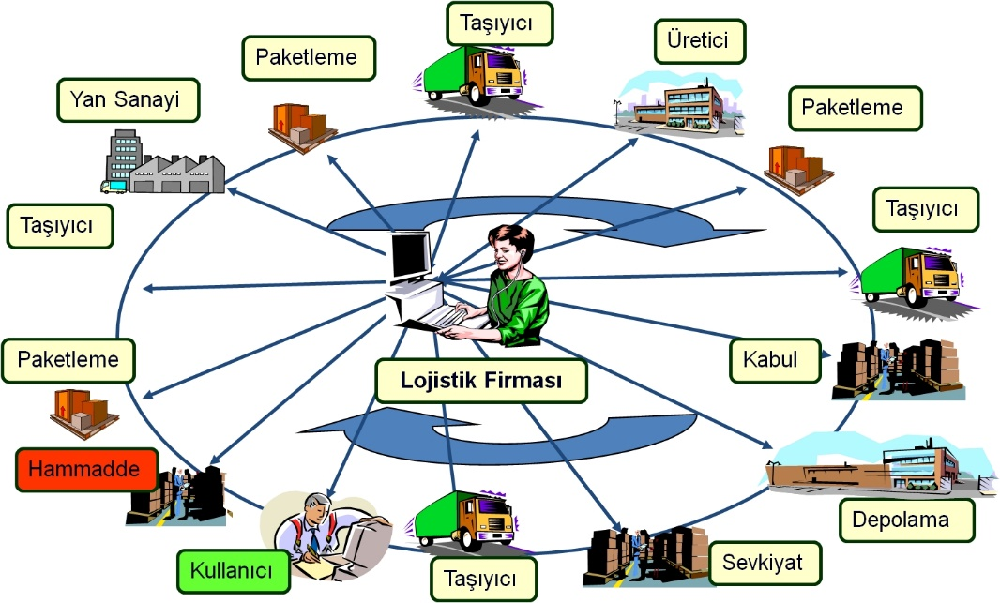 Taşıyıcı
Üretici
Paketleme
Yan Sanayi
Paketleme
Taşıyıcı
Taşıyıcı
Paketleme
Kabul
Lojistik Firması
Hammadde
Depolama
Kullanıcı
Taşıyıcı
Sevkiyat